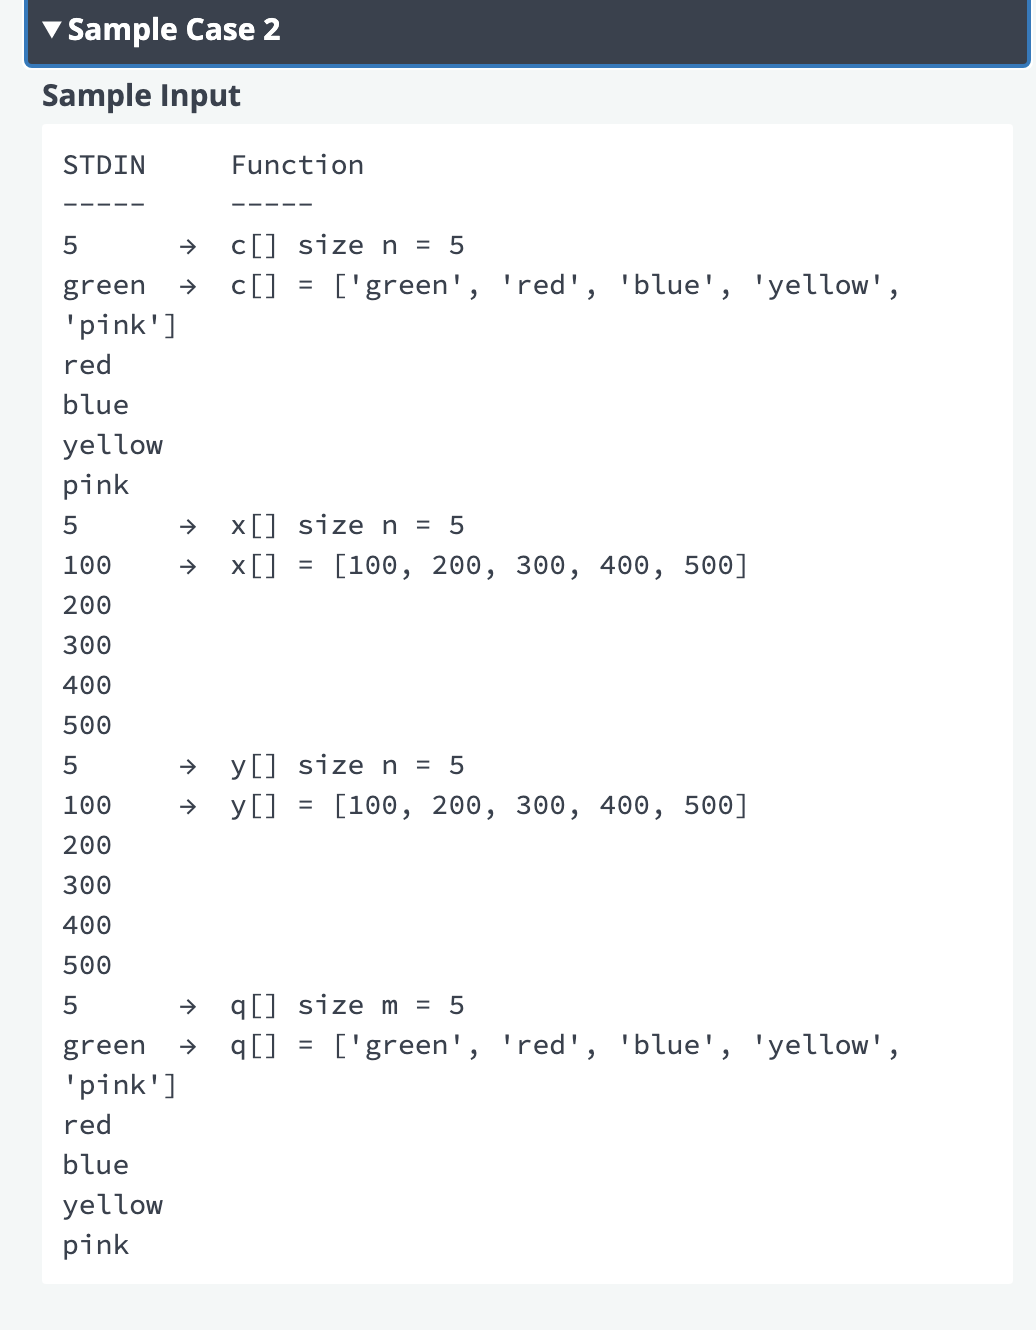 ▼ Sample Case 2
Sample Input
STDIN     Function
-----     -----
5      →  c[] size n = 5
green  →  c[] = ['green', 'red', 'blue', 'yellow',
'pink']
red
blue
yellow
pink
5      →  x[] size n = 5
100    →  x[] = [100, 200, 300, 400, 500]
200
300
400
500
5      →  y[] size n = 5
100    →  y[] = [100, 200, 300, 400, 500]
200
300
400
500
5      →  q[] size m = 5
green  →  q[] = ['green', 'red', 'blue', 'yellow',
'pink']
red
blue
yellow
pink